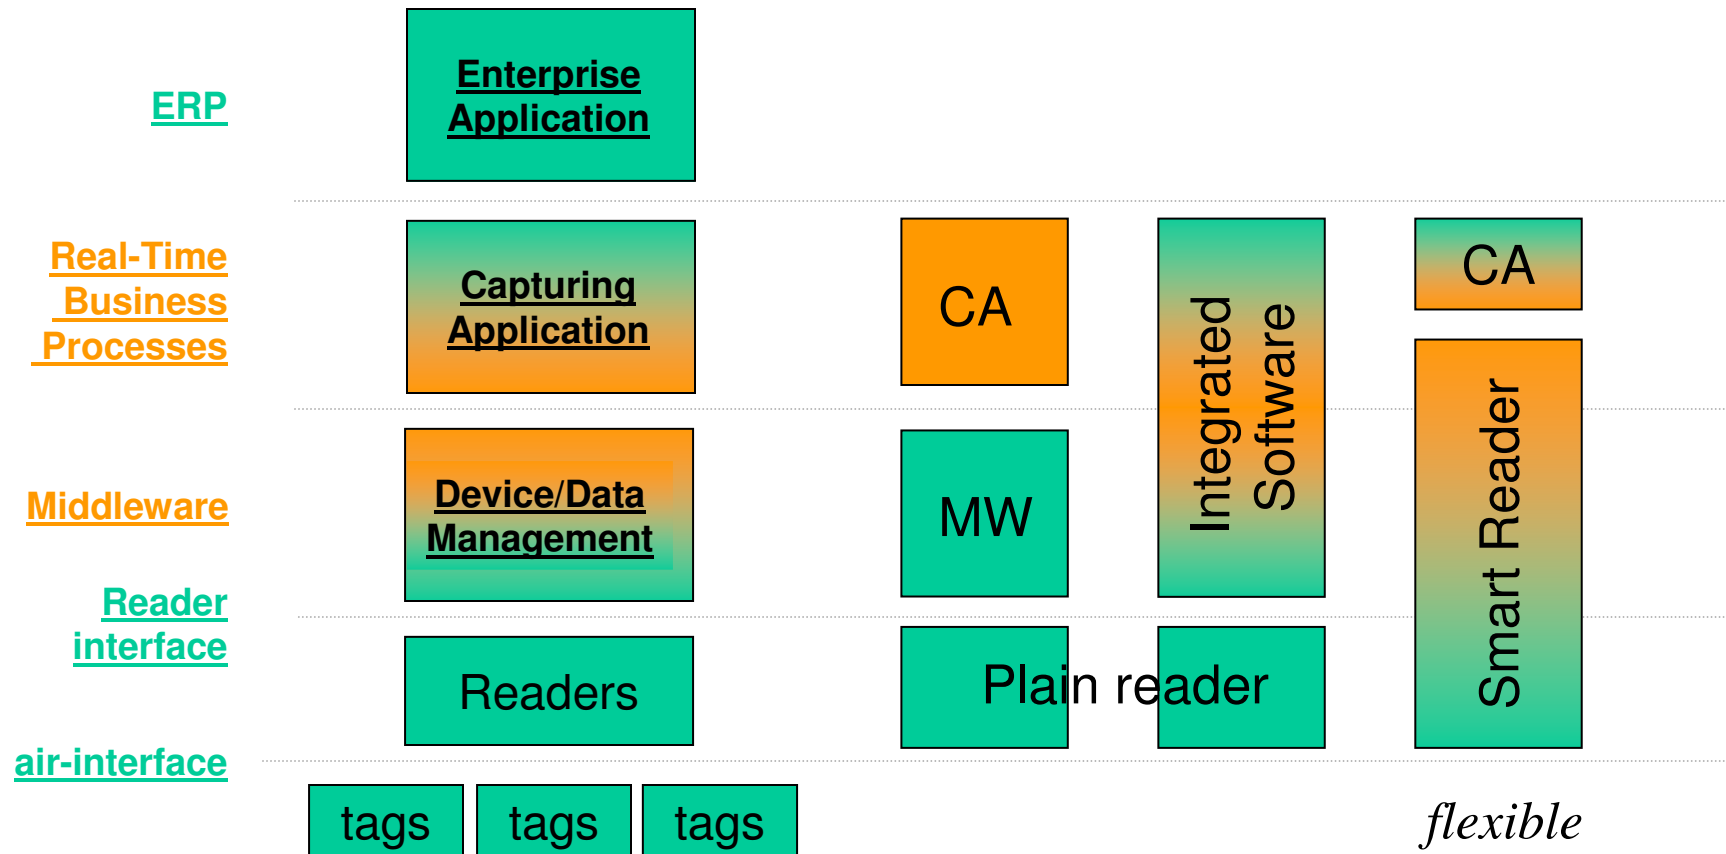 ERP
Enterprise
Application
Real-Time
Business
Processes
Capturing
Application
CA
Integrated
Software
CA
Middleware
Device/Data
Management
MW
Smart Reader
Reader
interface
Readers
Plain reader
air-interface
tags
tags
tags
flexible